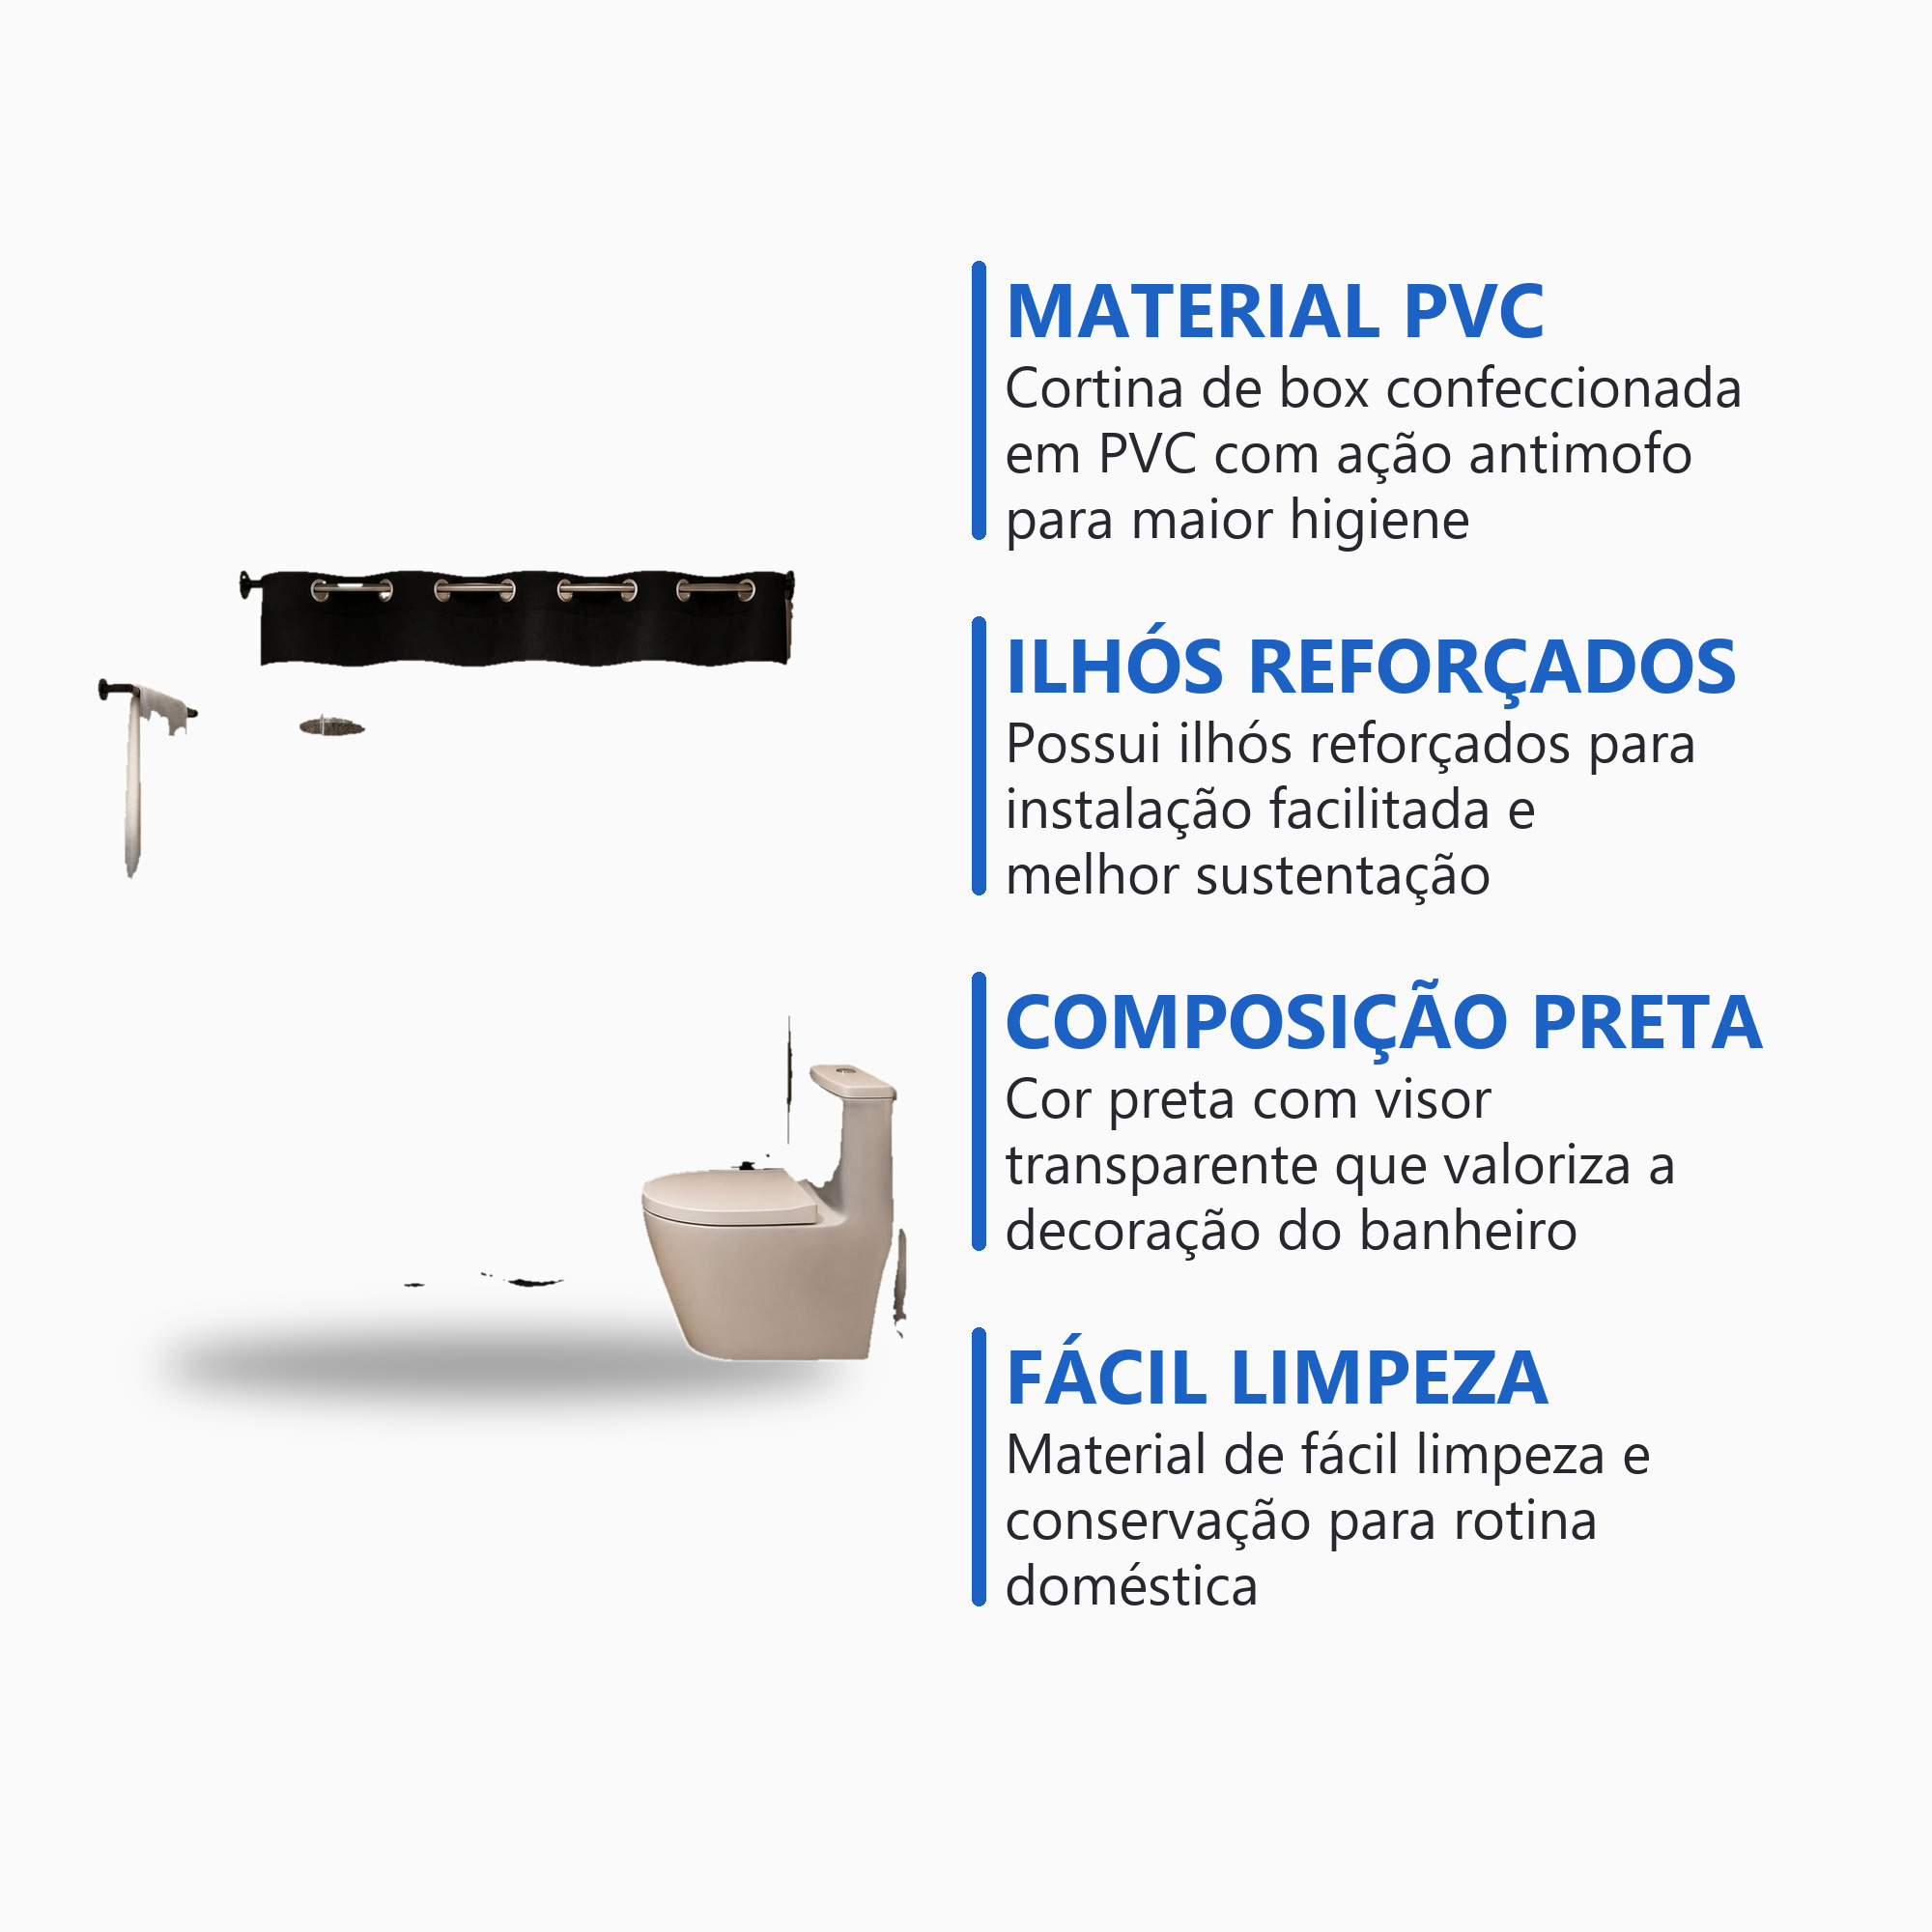 MATERIAL PVC
Cortina de box confeccionada
em PVC com ação antimofo
para maior higiene
ILHÓS REFORÇADOS
Possui ilhós reforçados para
instalação facilitada e
melhor sustentação
COMPOSIÇÃO PRETA
Cor preta com visor
transparente que valoriza a
decoração do banheiro
FÁCIL LIMPEZA
Material de fácil limpeza e
conservação para rotina
doméstica